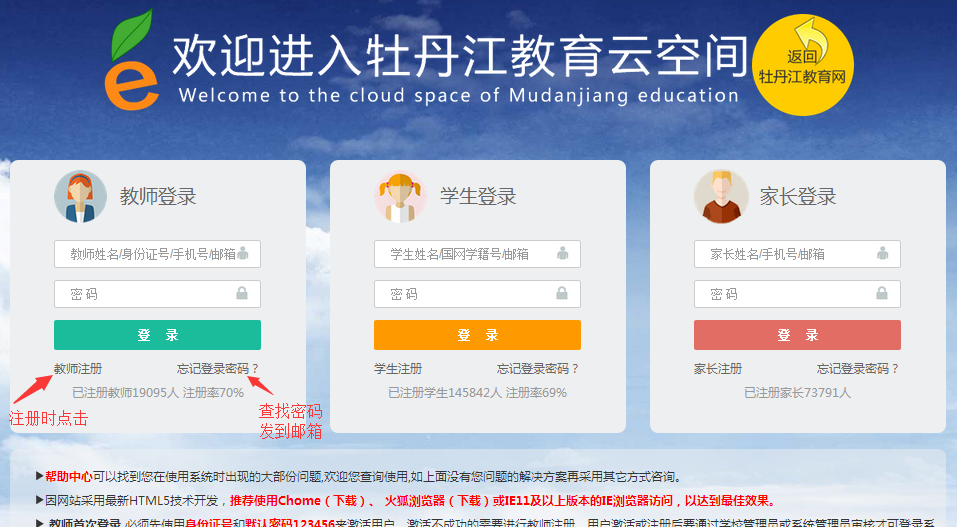 欢迎进入牡丹江教育云空间
Welcome to the cloud space of Mudanjiang education
返回
牡丹江教育网
教师登录
教师姓名/身份证号/手机号/邮箱
密 码
登 录
教师注册 忘记登录密码？
已注册教师19095人 注册率70%
注册时点击
查找密码
发到邮箱
学生登录
学生姓名/国网学籍号/邮箱
密 码
登 录
学生注册 忘记登录密码？
已注册学生145842人 注册率69%
家长登录
家长姓名/手机号/邮箱
密 码
登 录
家长注册 忘记登录密码？
已注册家长73791人
▶帮助中心可以找到您在使用系统时出现的大部份问题,欢迎您查询使用,如上面没有您问题的解决方案再采用其它方式咨询。
▶因网站采用最新HTML5技术开发，推荐使用Chome（下载）、 火狐浏览器（下载）或IE11及以上版本的IE浏览器访问，以达到最佳效果。
▶ 教师首次登录,必须先使用身份证号和默认密码123456来激活用户，激活不成功的需要进行教师注册，用户激活或注册后要通过学校管理员或系统管理员审核才可登录系